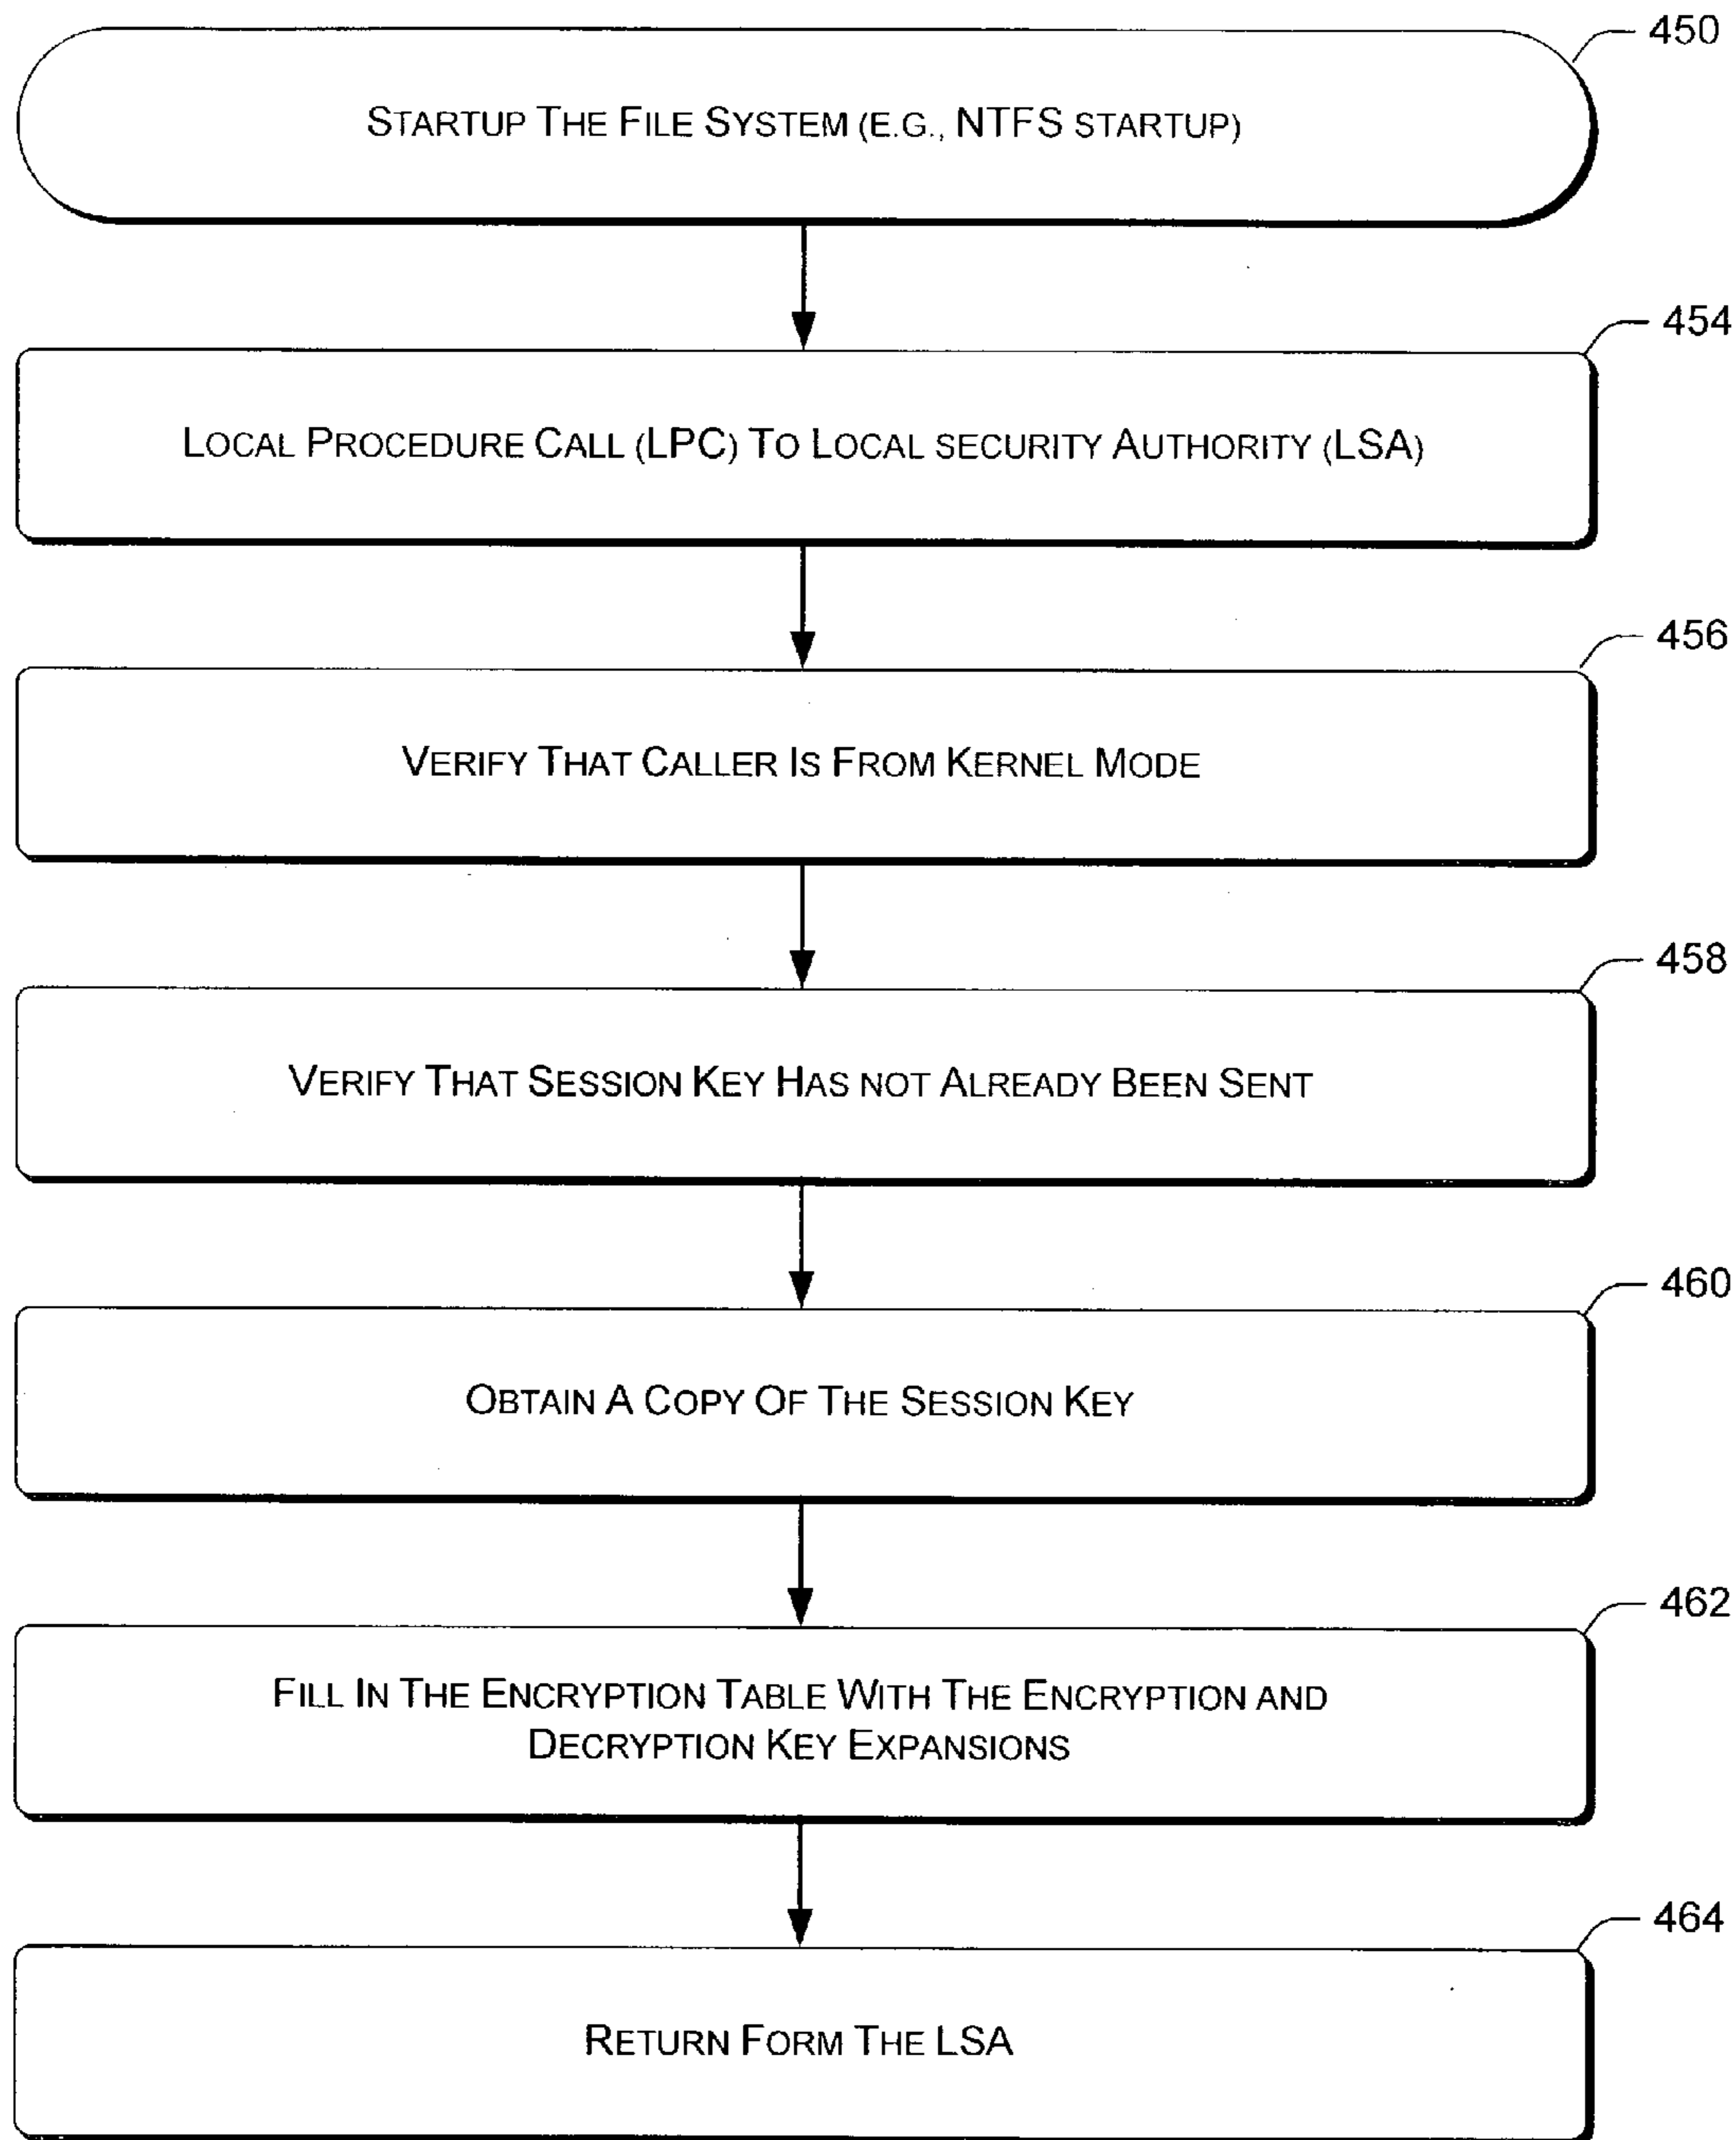 450
STARTUP THE FILE SYSTEM (E.G., NTFS STARTUP)
454
LOCAL PROCEDURE CALL (LPC) TO LOCAL SECURITY AUTHORITY (LSA)
456
VERIFY THAT CALLER IS FROM KERNEL MODE
458
VERIFY THAT SESSION KEY HAS NOT ALREADY BEEN SENT
460
OBTAIN A COPY OF THE SESSION KEY
462
FILL IN THE ENCRYPTION TABLE WITH THE ENCRYPTION AND
DECRYPTION KEY EXPANSIONS
464
RETURN FORM THE LSA